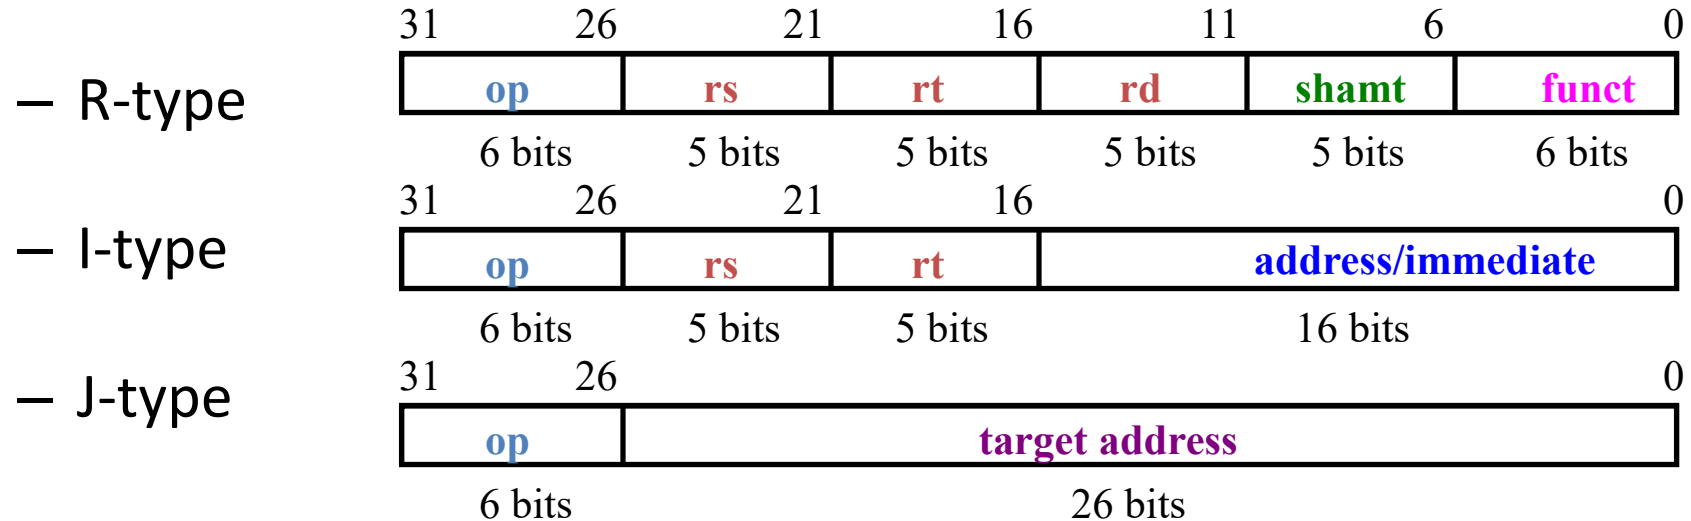 31 26 21 16 11 6 0
– R-type op rs rt rd shamt funct
6 bits 5 bits 5 bits 5 bits 5 bits 6 bits
31 26 21 16 0
– I-type op rs rt address/immediate
6 bits 5 bits 5 bits 16 bits
31 26 0
– J-type op target address
6 bits 26 bits